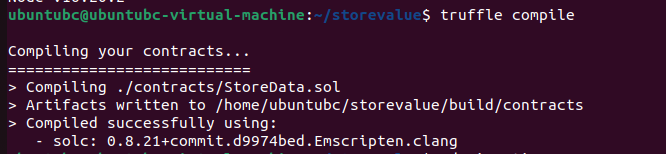 ubuntubc@ubuntubc-virtual-machine:~/storevalue$ truffle compile
Compiling your contracts...
===========================
> Compiling ./contracts/StoreData.sol
> Artifacts written to /home/ubuntubc/storevalue/build/contracts
> Compiled successfully using:
   - solc: 0.8.21+commit.d9974bed.Emscripten.clang